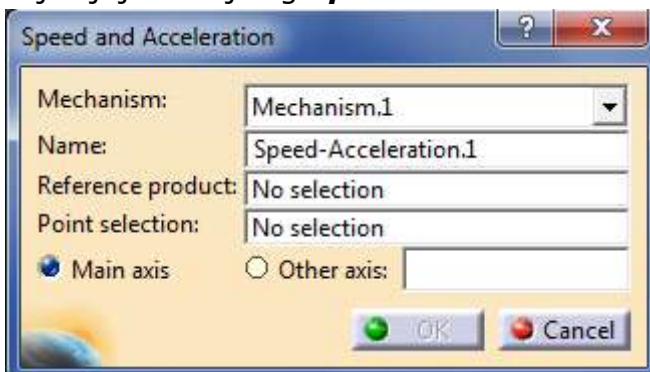 Speed and Acceleration
?
X
Mechanism: Mechanism.1
Name: Speed-Acceleration.1
Reference product: No selection
Point selection: No selection
Main axis Other axis:
OK Cancel